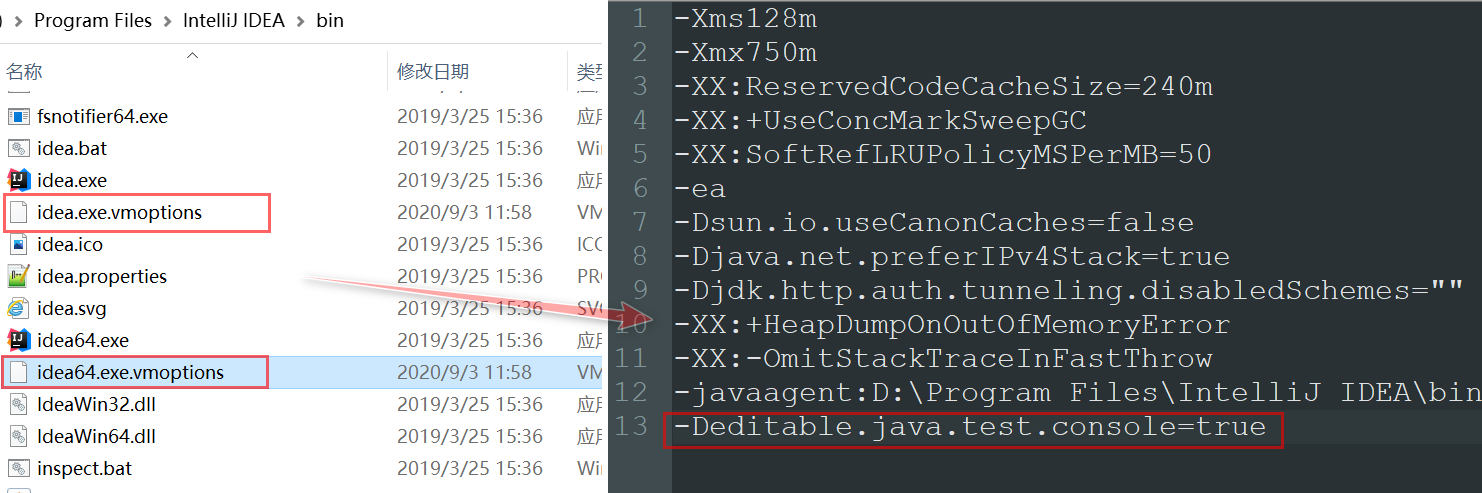 Program Files
IntelliJ IDEA
bin
名称
修改日期
fsnotifier64.exe
2019/3/25 15:36
应用
idea.bat
2019/3/25 15:36
Win
idea.exe
2019/3/25 15:36
应用
idea.exe.vmoptions
2020/9/3 11:58
VM
idea.ico
2019/3/25 15:36
ICO
idea.properties
2019/3/25 15:36
PRO
idea.svg
2019/3/25 15:36
SVG
idea64.exe
2019/3/25 15:36
应用
idea64.exe.vmoptions
2020/9/3 11:58
VM
IdeaWin32.dll
2019/3/25 15:36
应用
IdeaWin64.dll
2019/3/25 15:36
应用
inspect.bat
2019/3/25 15:36
Win
1 -Xms128m
2 -Xmx750m
3 -XX:ReservedCodeCacheSize=240m
4 -XX:+UseConcMarkSweepGC
5 -XX:SoftRefLRUPolicyMSPerMB=50
6 -ea
7 -Dsun.io.useCanonCaches=false
8 -Djava.net.preferIPv4Stack=true
9 -Djdk.http.auth.tunneling.disabledSchemes=""
10 -XX:+HeapDumpOnOutOfMemoryError
11 -XX:-OmitStackTraceInFastThrow
12 -javaagent:D:\Program Files\IntelliJ IDEA\bin
13 -Deditable.java.test.console=true